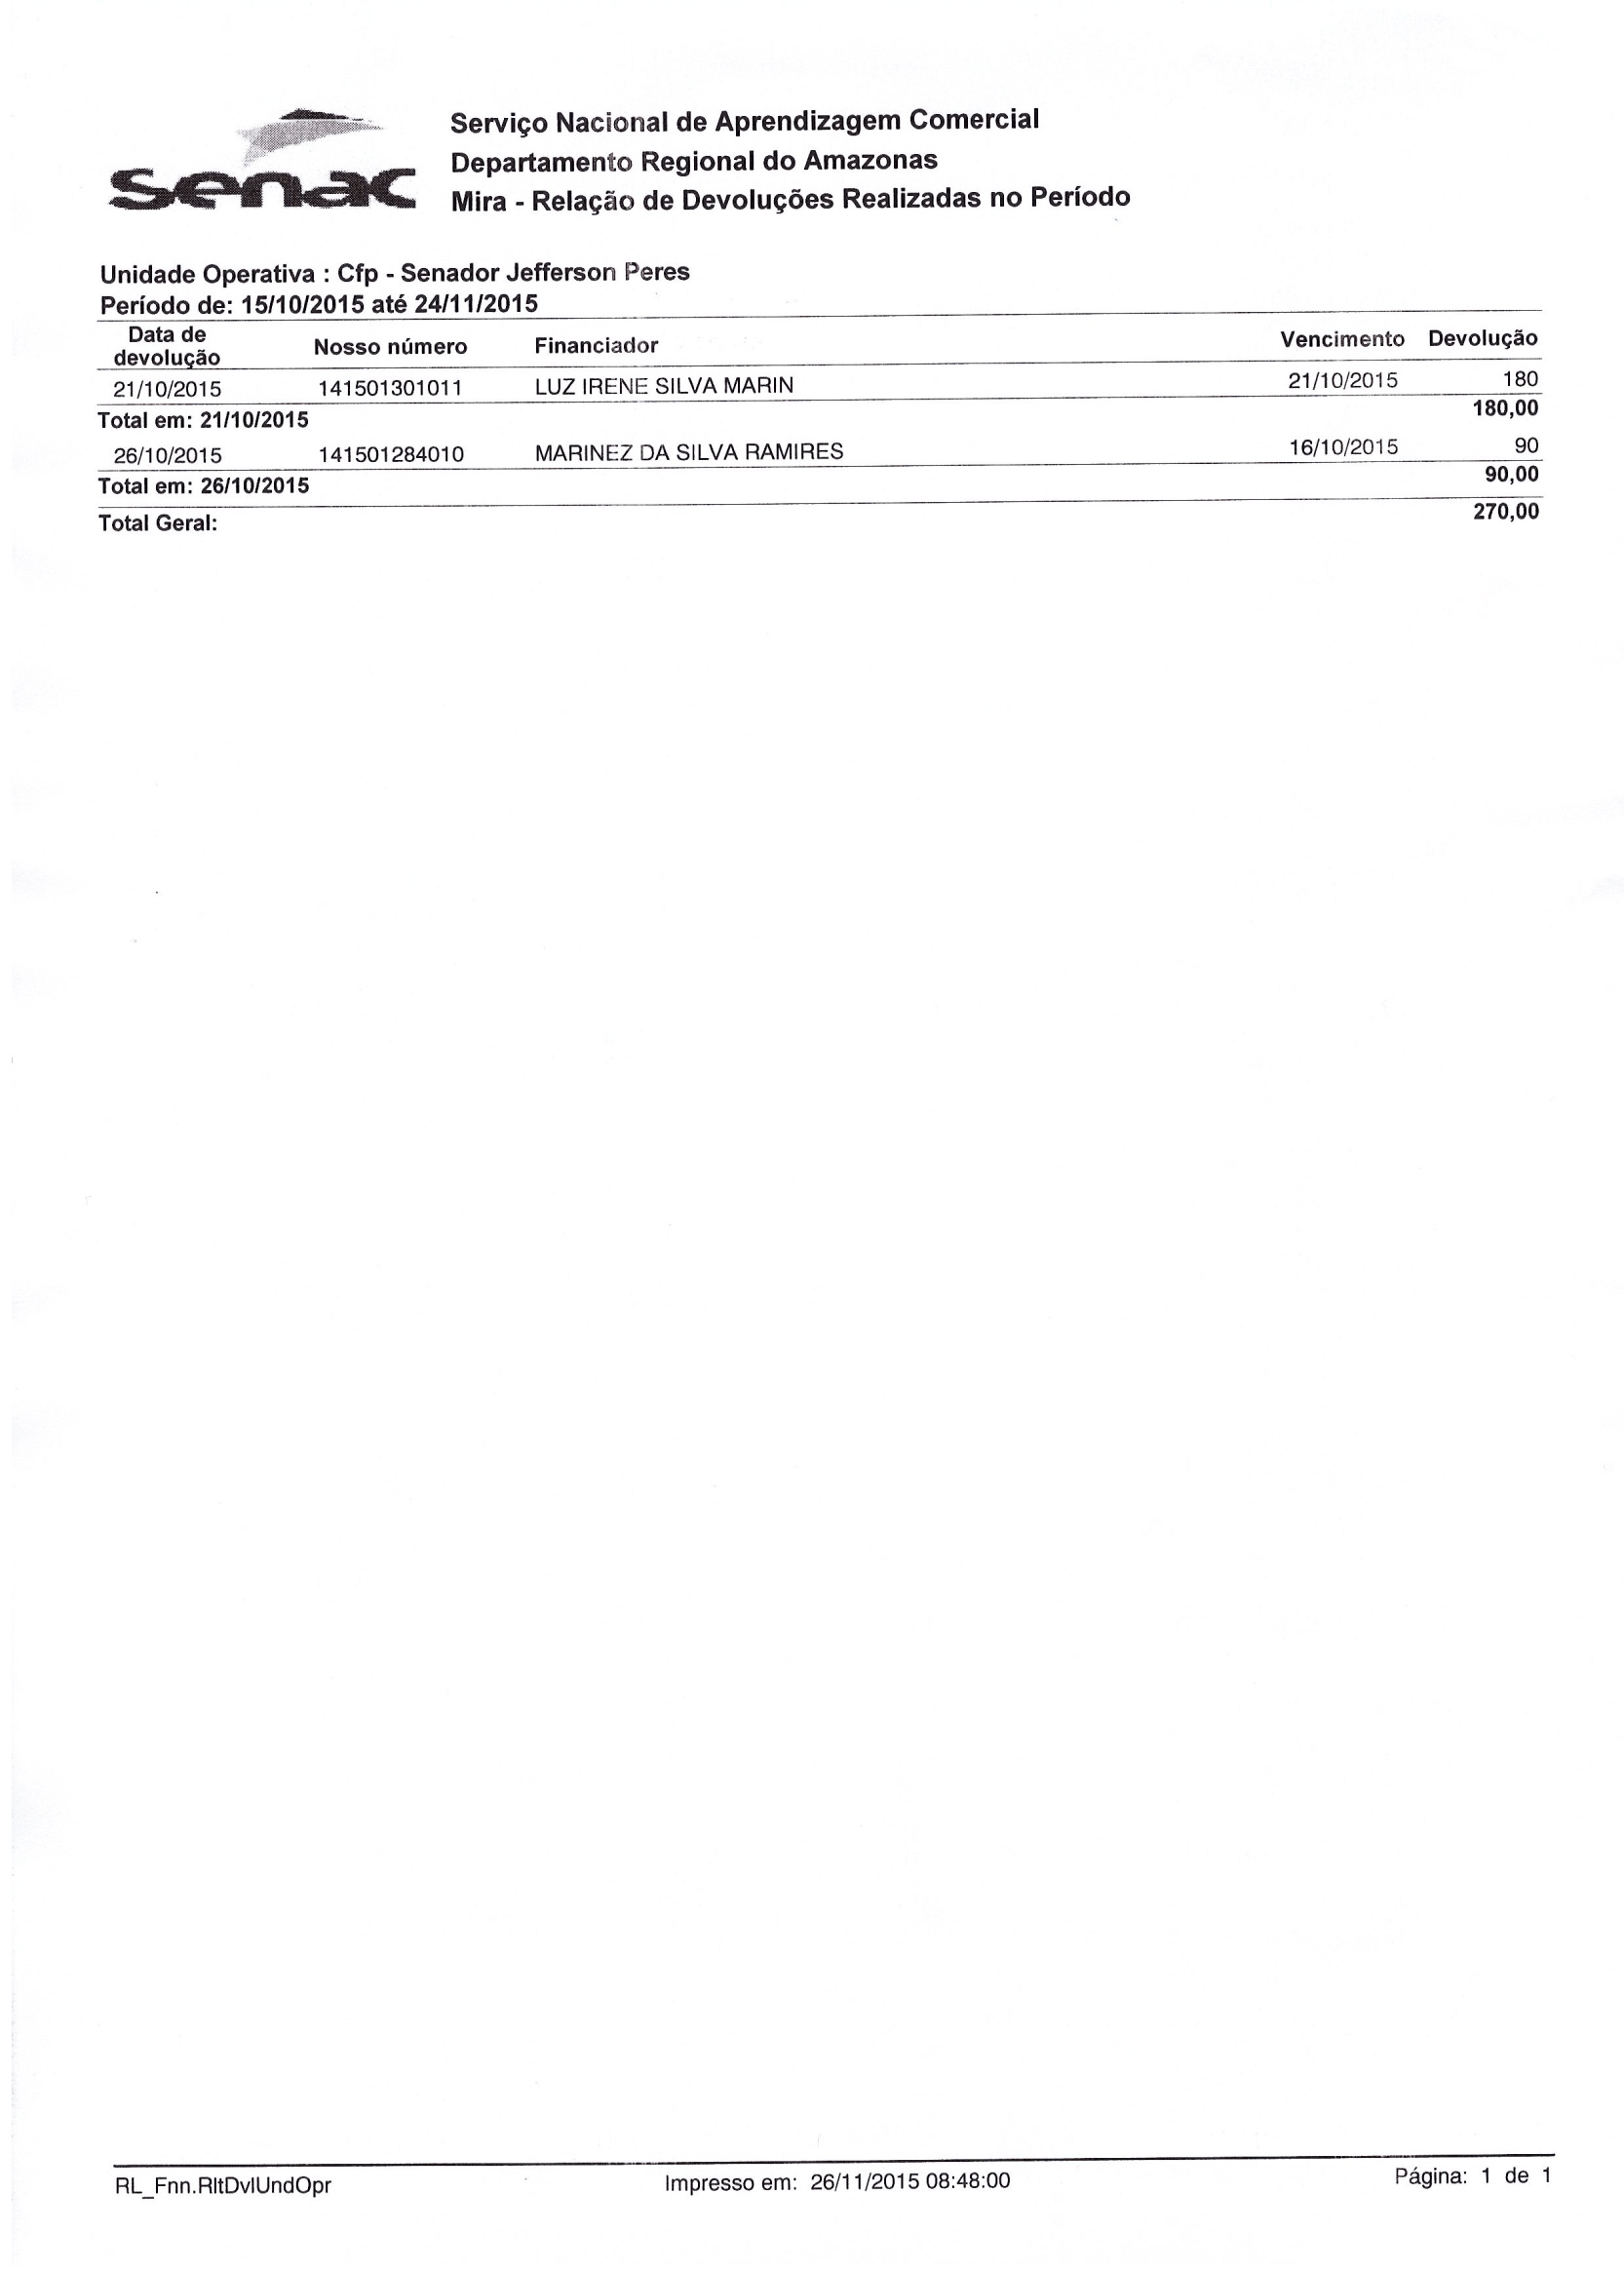 senac
Serviço Nacional de Aprendizagem Comercial
Departamento Regional do Amazonas
Mira - Relação de Devoluções Realizadas no Período
Unidade Operativa : Cfp - Senador Jefferson Peres
Período de: 15/10/2015 até 24/11/2015
Data de devolução Nosso número Financiador Vencimento Devolução
21/10/2015 141501301011 LUZ IRENE SILVA MARIN 21/10/2015 180
Total em: 21/10/2015 180,00
26/10/2015 141501284010 MARINEZ DA SILVA RAMIRES 16/10/2015 90
Total em: 26/10/2015 90,00
Total Geral: 270,00
RL_Fnn.RltDvlUndOpr Impresso em: 26/11/2015 08:48:00 Página: 1 de 1